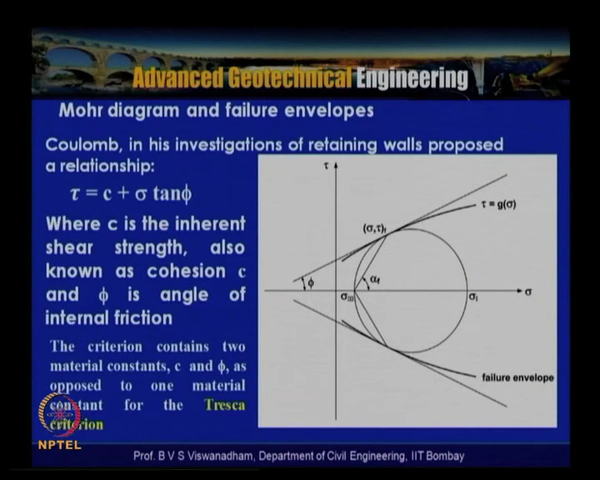 Advanced Geotechnical Engineering
Mohr diagram and failure envelopes
Coulomb, in his investigations of retaining walls proposed
a relationship:
τ = c + σ tanϕ
Where c is the inherent
shear strength, also
known as cohesion c
and ϕ is angle of
internal friction
The criterion contains two
material constants, c and ϕ, as
opposed to one material
constant for the Tresca
criterion
τ
τ = g(σ)
(σ,τ)f
ϕ
αf
σIII
σI
σ
failure envelope
NPTEL
Prof. B V S Viswanadham, Department of Civil Engineering, IIT Bombay